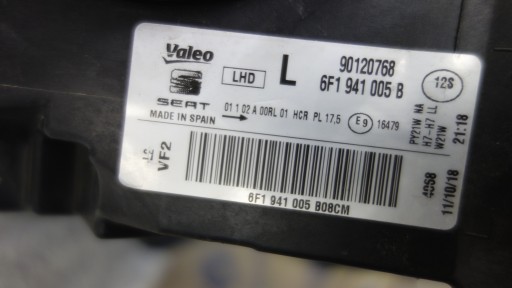 Valeo
SEAT
MADE IN SPAIN
LHD
L
90120768
6F1 941 005 B
12S
01 1 02 A 00RL 01 HCR PL 17,5
E9 16479
PY21W NA
H7-H7 LL
W21W
21:18
VF2
6F1 941 005 B08CM
11/10/18